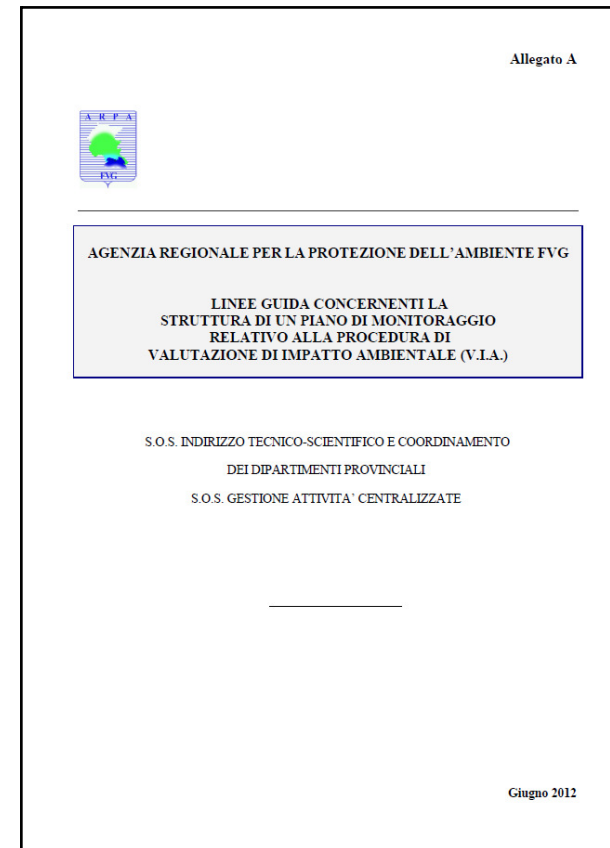 Allegato A
A R P A
FVG
AGENZIA REGIONALE PER LA PROTEZIONE DELL'AMBIENTE FVG
LINEE GUIDA CONCERNENTI LA
STRUTTURA DI UN PIANO DI MONITORAGGIO
RELATIVO ALLA PROCEDURA DI
VALUTAZIONE DI IMPATTO AMBIENTALE (V.I.A.)
S.O.S. INDIRIZZO TECNICO-SCIENTIFICO E COORDINAMENTO
DEI DIPARTIMENTI PROVINCIALI
S.O.S. GESTIONE ATTIVITA` CENTRALIZZATE
Giugno 2012